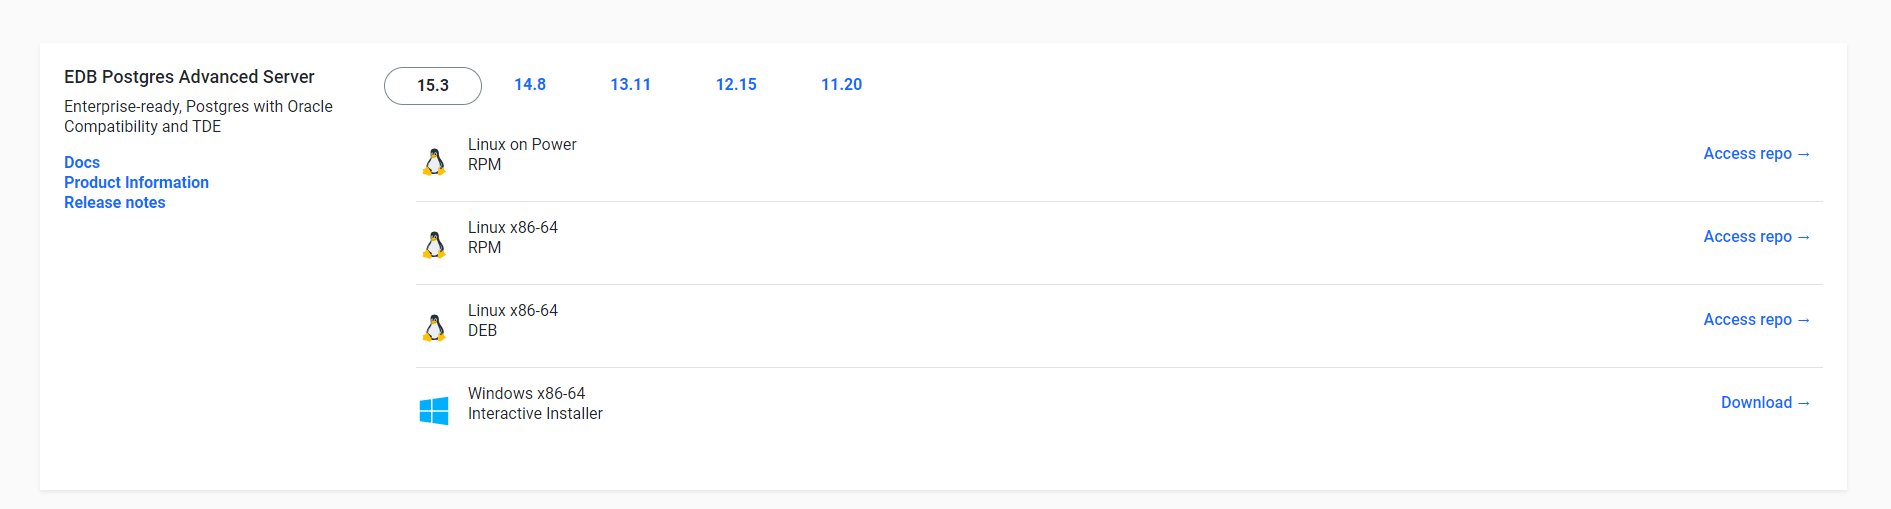 EDB Postgres Advanced Server
Enterprise-ready, Postgres with Oracle
Compatibility and TDE
Docs
Product Information
Release notes
15.3
14.8
13.11
12.15
11.20
Linux on Power
RPM
Access repo →
Linux x86-64
RPM
Access repo →
Linux x86-64
DEB
Access repo →
Windows x86-64
Interactive Installer
Download →